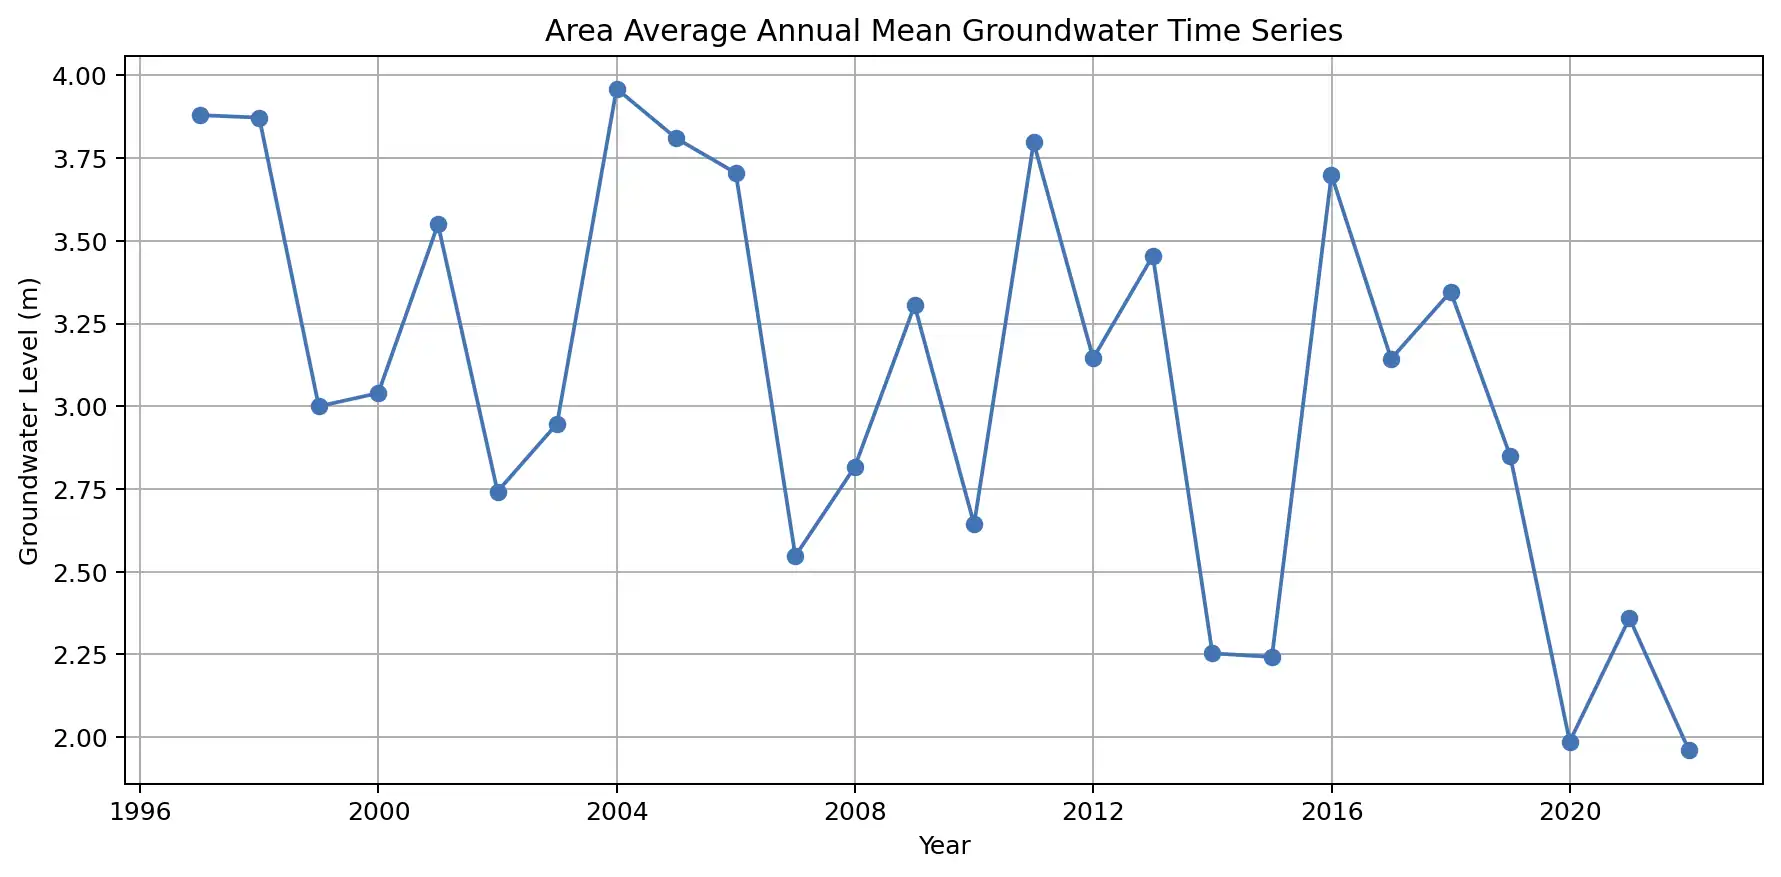 Area Average Annual Mean Groundwater Time Series
Groundwater Level (m)
4.00
3.75
3.50
3.25
3.00
2.75
2.50
2.25
2.00
1996 2000 2004 2008 2012 2016 2020
Year